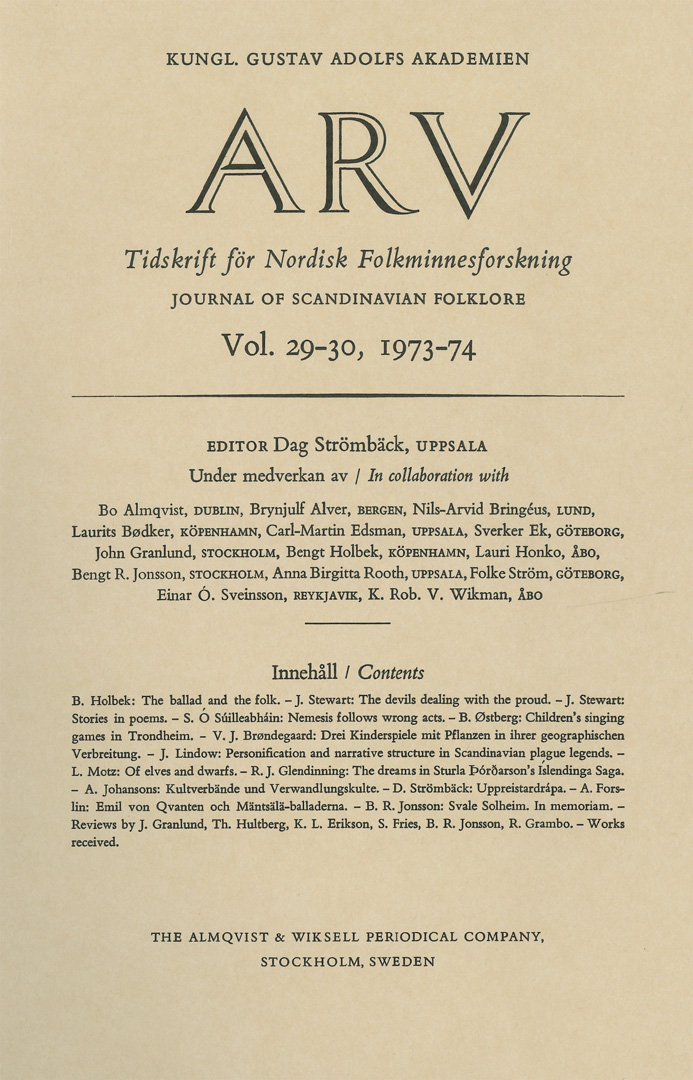 KUNGL. GUSTAV ADOLFS AKADEMIEN
ARV
Tidskrift för Nordisk Folkminnesforskning
JOURNAL OF SCANDINAVIAN FOLKLORE
Vol. 29–30, 1973–74
EDITOR Dag Strömbäck, UPPSALA
Under medverkan av / In collaboration with
Bo Almqvist, DUBLIN, Brynjulf Alver, BERGEN, Nils-Arvid Bringéus, LUND,
Laurits Bødker, KÖPENHAMN, Carl-Martin Edsman, UPPSALA, Sverker Ek, GÖTEBORG,
John Granlund, STOCKHOLM, Bengt Holbek, KÖPENHAMN, Lauri Honko, ÅBO,
Bengt R. Jonsson, STOCKHOLM, Anna Birgitta Rooth, UPPSALA, Folke Ström, GÖTEBORG,
Einar Ó. Sveinsson, REYKJAVIK, K. Rob. V. Wikman, ÅBO
Innehåll / Contents
B. Holbek: The ballad and the folk. – J. Stewart: The devils dealing with the proud. – J. Stewart:
Stories in poems. – S. Ó Súilleabháin: Nemesis follows wrong acts. – B. Østberg: Children's singing
games in Trondheim. – V. J. Brøndegaard: Drei Kinderspiele mit Pflanzen in ihrer geographischen
Verbreitung. – J. Lindow: Personification and narrative structure in Scandinavian plague legends. –
L. Motz: Of elves and dwarfs. – R. J. Glendinning: The dreams in Sturla Þórðarson's Íslendinga Saga.
– A. Johansons: Kultverbände und Verwandlungskulte. – D. Strömbäck: Uppreistardrápa. – A. Fors-
lin: Emil von Qvanten och Mäntsälä-balladerna. – B. R. Jonsson: Svale Solheim. In memoriam. –
Reviews by J. Granlund, Th. Hultberg, K. L. Erikson, S. Fries, B. R. Jonsson, R. Grambo. – Works
received.
THE ALMQVIST & WIKSELL PERIODICAL COMPANY,
STOCKHOLM, SWEDEN